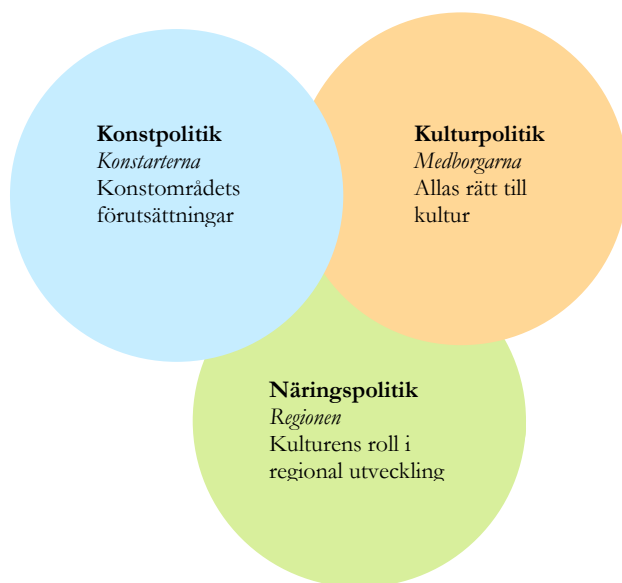 Konstpolitik
Konstarterna
Konstområdets
förutsättningar
Kulturpolitik
Medborgarna
Allas rätt till
kultur
Näringspolitik
Regionen
Kulturens roll i
regional utveckling